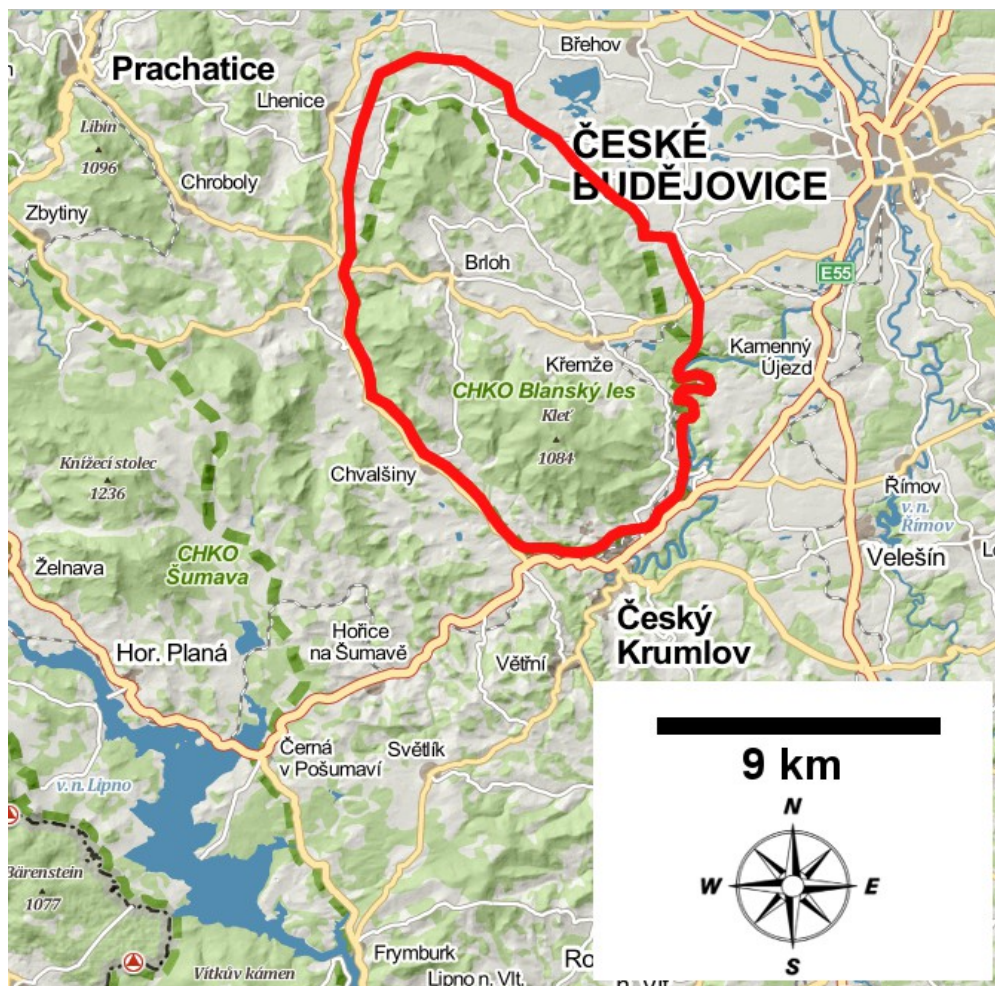 Břehov
Prachatice
Lhenice
Libín
1096
ČESKÉ
BUDĚJOVICE
Chroboly
Zbytiny
Brloh
E55
Kamenný
Újezd
Křemže
CHKO Blanský les
Kleť
1084
Chvalšiny
Knížecí stolec
1236
Římov
v. n.
Římov
Velešín
CHKO
Šumava
Želnava
Český
Krumlov
Hořice
na Šumavě
Hor. Planá
Větřní
Černá
v Pošumaví
Světlík
9 km
v. n. Lipno
N
W
E
S
Bärenstein
1077
Frymburk
Vítkův kámen
Lipno n. Vlt.